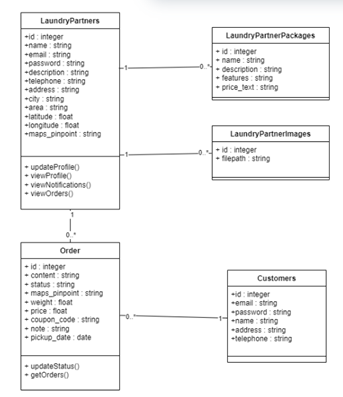 LaundryPartners
+id : integer
+name : string
+email : string
+password : string
+description : string
+telephone : string
+address : string
+city : string
+area : string
+latitude : float
+longitude : float
+maps_pinpoint : string
+ updateProfile()
+ viewProfile()
+ viewNotifications()
+ viewOrders()
LaundryPartnerPackages
+ id : integer
+ name : string
+ description : string
+ features : string
+ price_text : string
1
0..*
LaundryPartnerImages
+ id : integer
+ filepath : string
1
0..*
1
0..*
Order
+ id : integer
+ content : string
+ status : string
+ maps_pinpoint : string
+ weight : float
+ price : float
+ coupon_code : string
+ note : string
+ pickup_date : date
+ updateStatus()
+ getOrders()
0..*
1
Customers
+id : integer
+email : string
+password : string
+name : string
+address : string
+telephone : string